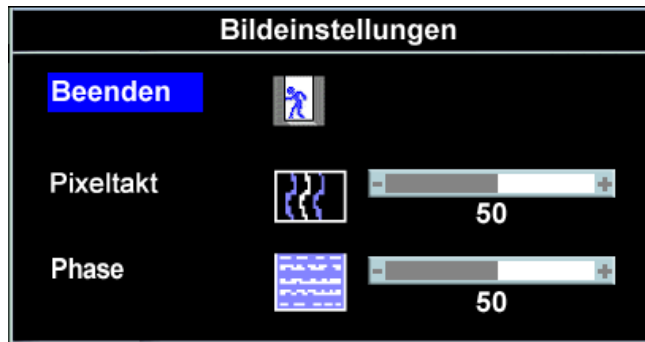 Bildeinstellungen
Beenden
Pixeltakt
- +
50
Phase
- +
50